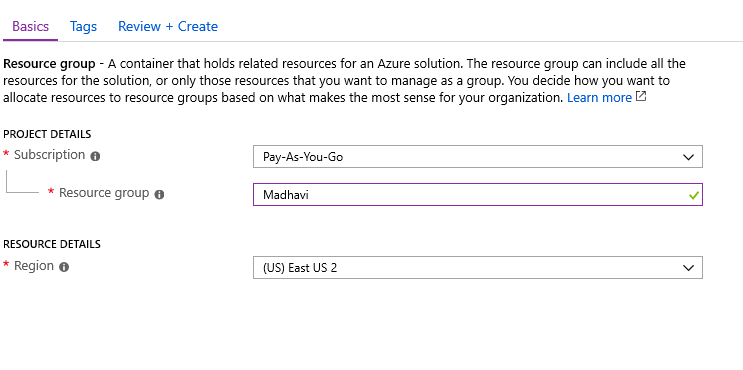 Basics Tags Review + Create
Resource group - A container that holds related resources for an Azure solution. The resource group can include all the
resources for the solution, or only those resources that you want to manage as a group. You decide how you want to
allocate resources to resource groups based on what makes the most sense for your organization. Learn more
PROJECT DETAILS
* Subscription Pay-As-You-Go
* Resource group Madhavi
RESOURCE DETAILS
* Region (US) East US 2